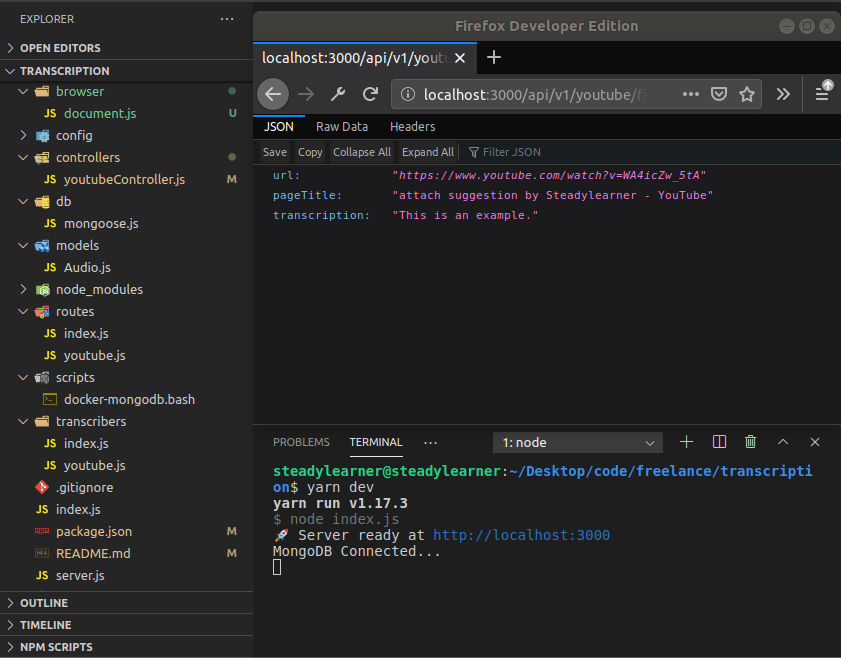 EXPLORER
OPEN EDITORS
TRANSCRIPTION
browser
JS document.js U
config
controllers
JS youtubeController.js M
db
JS mongoose.js
models
JS Audio.js
node_modules
routes
JS index.js
JS youtube.js
scripts
docker-mongodb.bash
transcribers
JS index.js
JS youtube.js
.gitignore
JS index.js
package.json M
README.md M
JS server.js
OUTLINE
TIMELINE
NPM SCRIPTS
Firefox Developer Edition
localhost:3000/api/v1/yout
localhost:3000/api/v1/youtube/fi
JSON Raw Data Headers
Save Copy Collapse All Expand All Filter JSON
url: "https://www.youtube.com/watch?v=WA4icZw_5tA"
pageTitle: "attach suggestion by Steadylearner - YouTube"
transcription: "This is an example."
PROBLEMS TERMINAL ... 1: node
steadylearner@steadylearner:~/Desktop/code/freelance/transcripti
on$ yarn dev
yarn run v1.17.3
$ node index.js
🚀 Server ready at http://localhost:3000
MongoDB Connected...